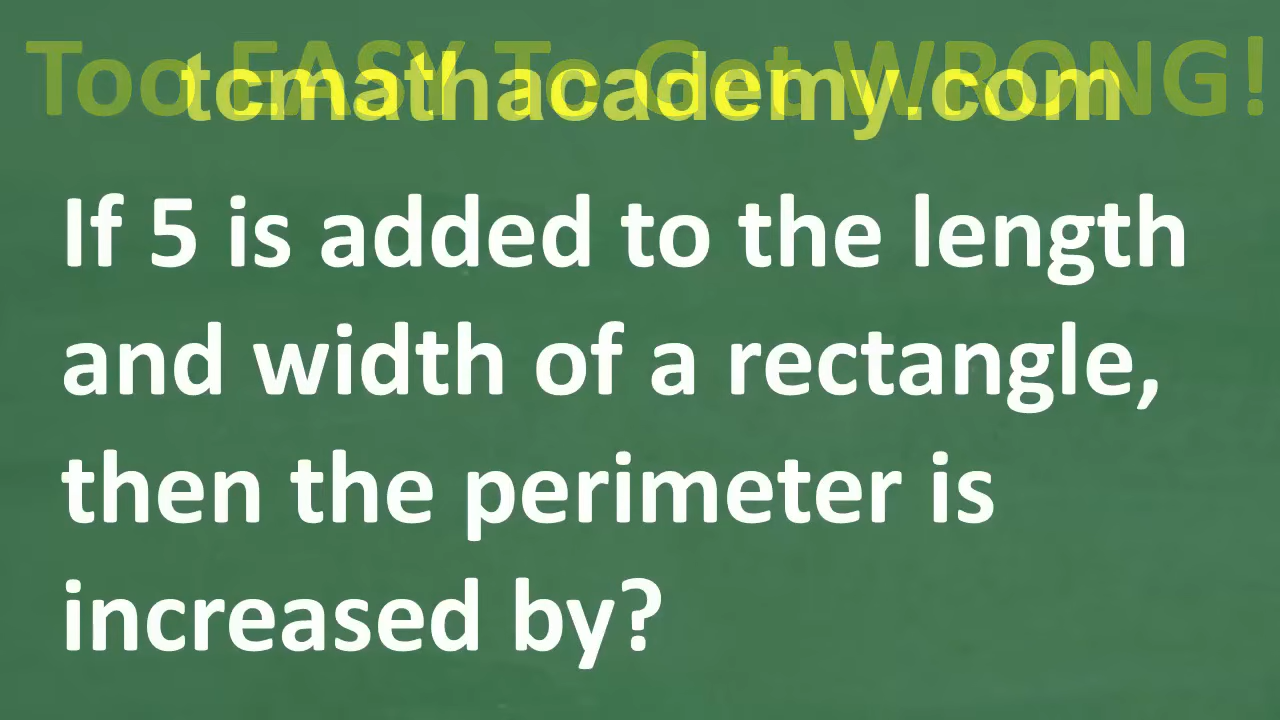 Too EASY To Get WRONG!
tcmathacademy.com
If 5 is added to the length
and width of a rectangle,
then the perimeter is
increased by?